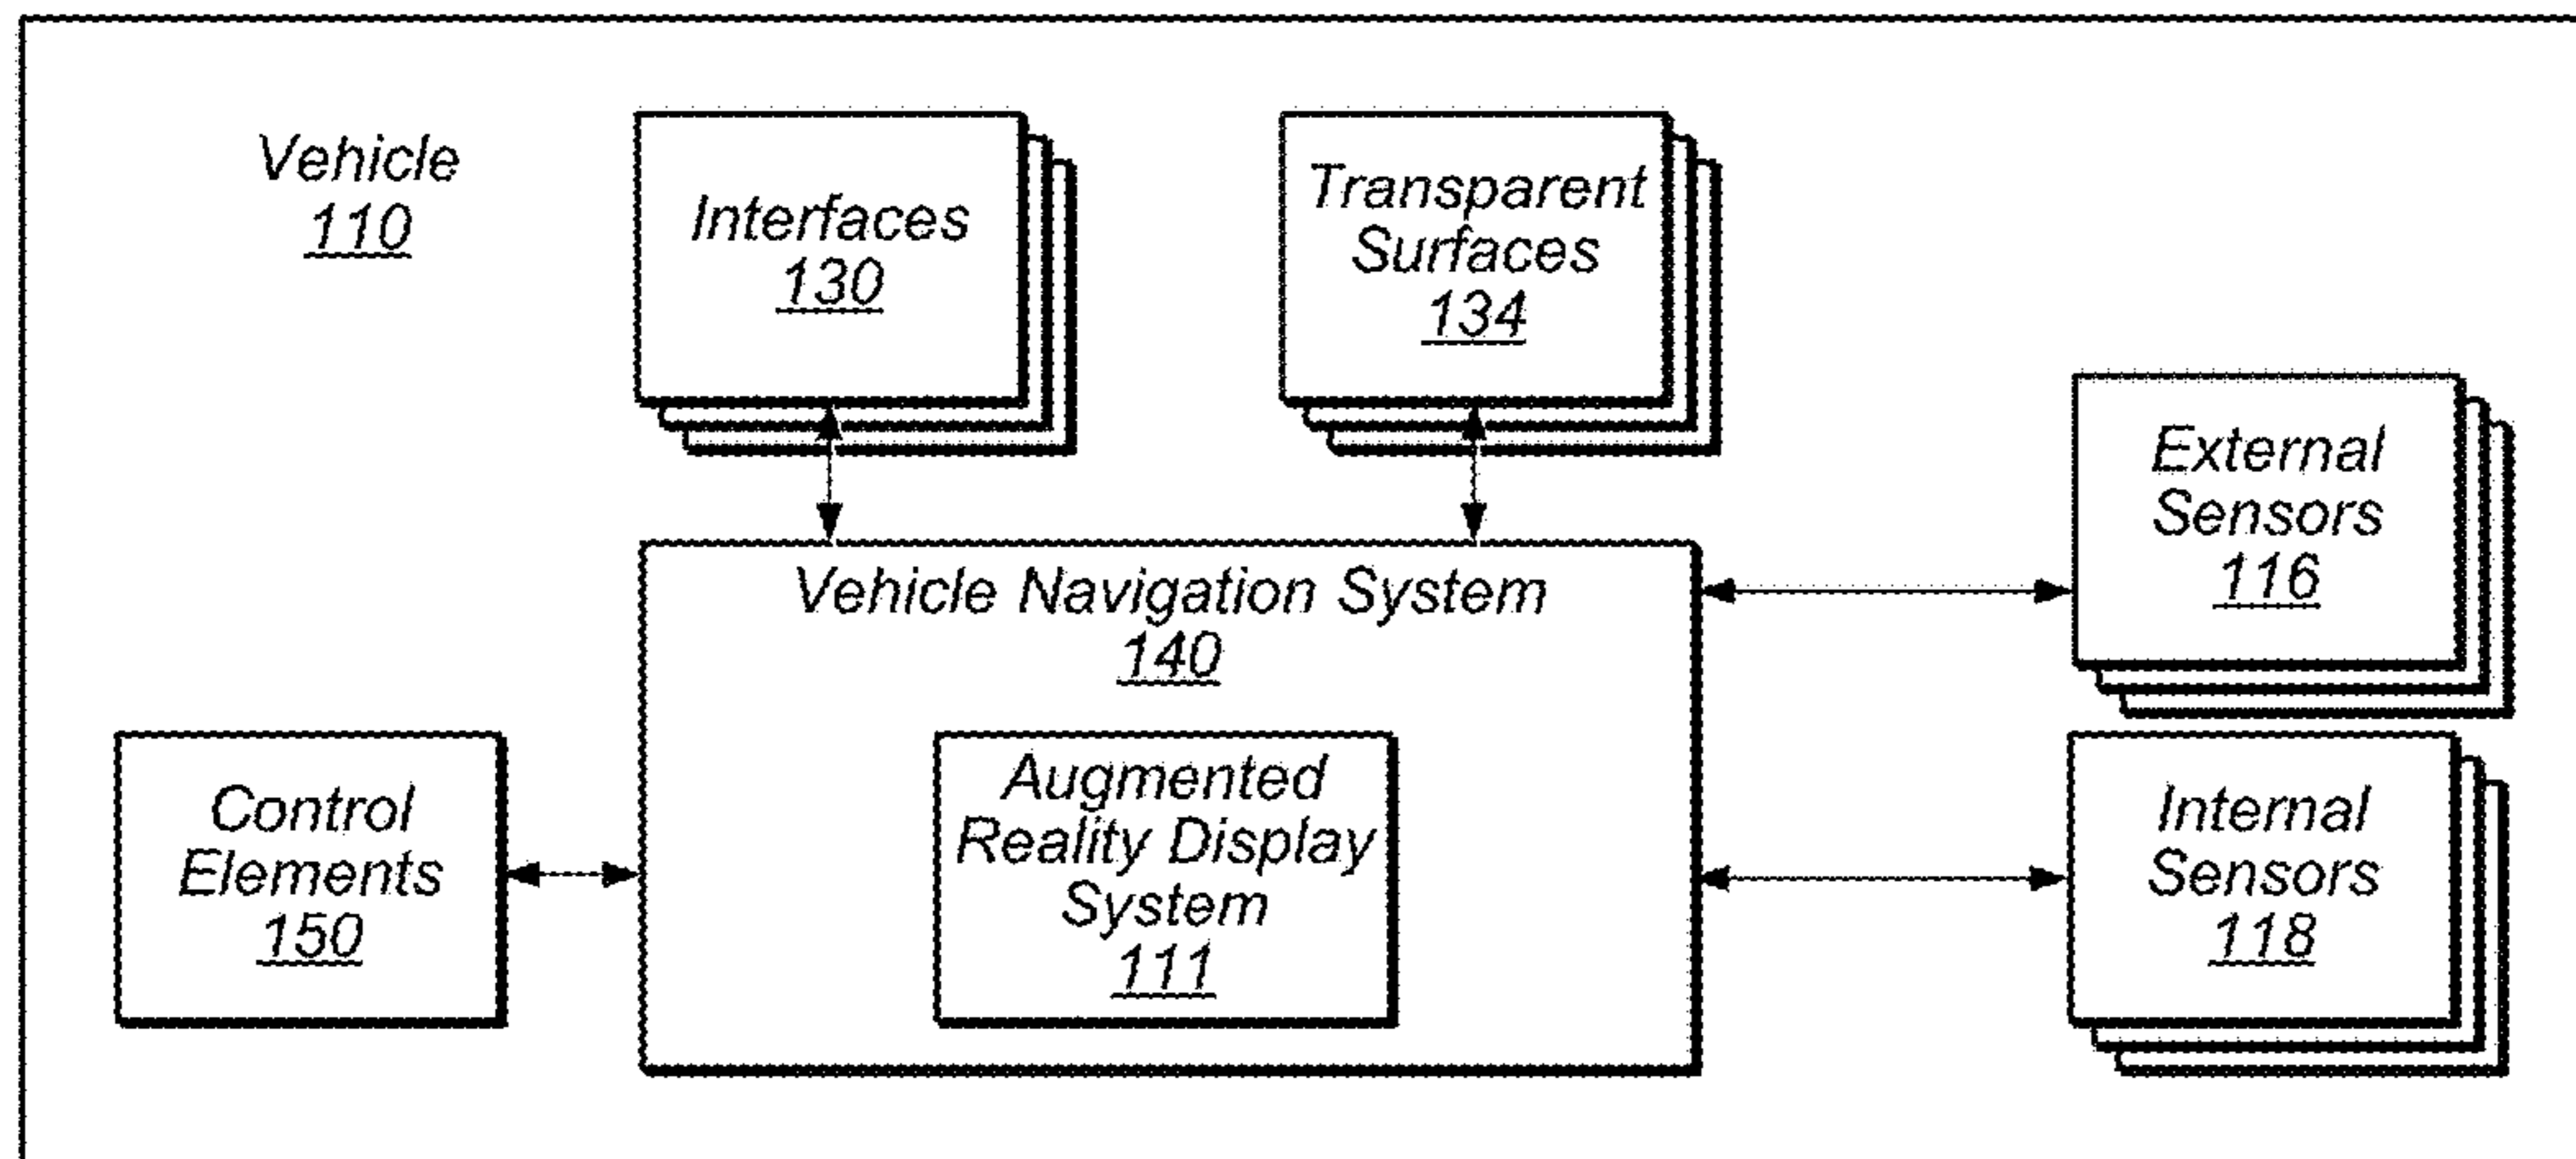 Vehicle
110
Interfaces
130
Transparent
Surfaces
134
External
Sensors
116
Vehicle Navigation System
140
Control
Elements
150
Augmented
Reality Display
System
111
Internal
Sensors
118